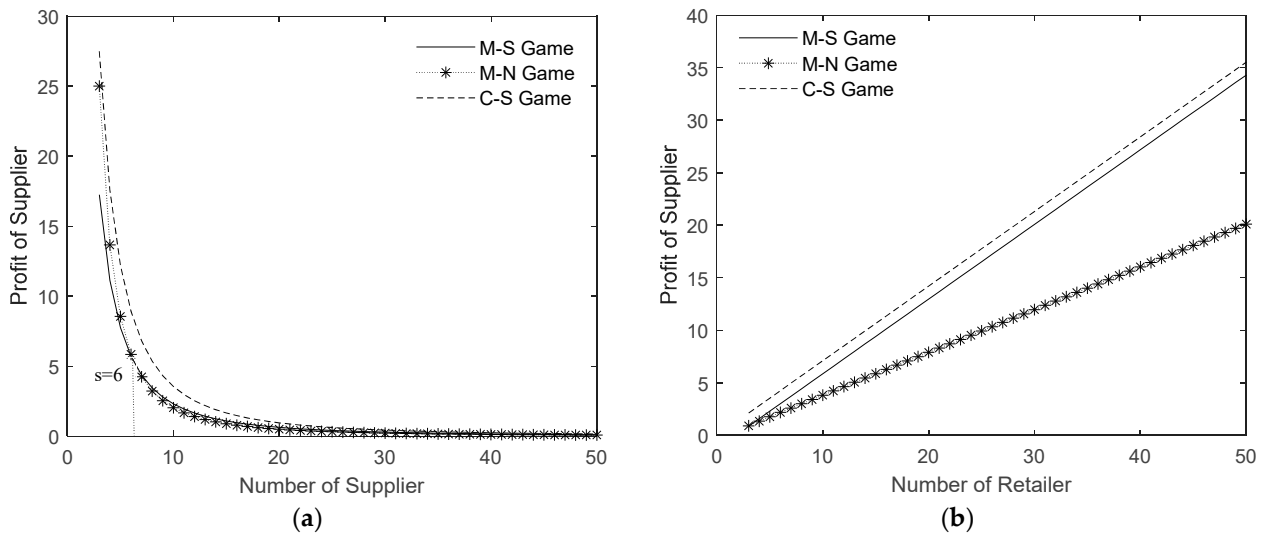 30
25
20
15
10
5
0
Profit of Supplier
M-S Game
M-N Game
C-S Game
s=6
0
10
20
30
40
50
Number of Supplier
(a)
40
35
30
25
20
15
10
5
0
Profit of Supplier
M-S Game
M-N Game
C-S Game
0
10
20
30
40
50
Number of Retailer
(b)